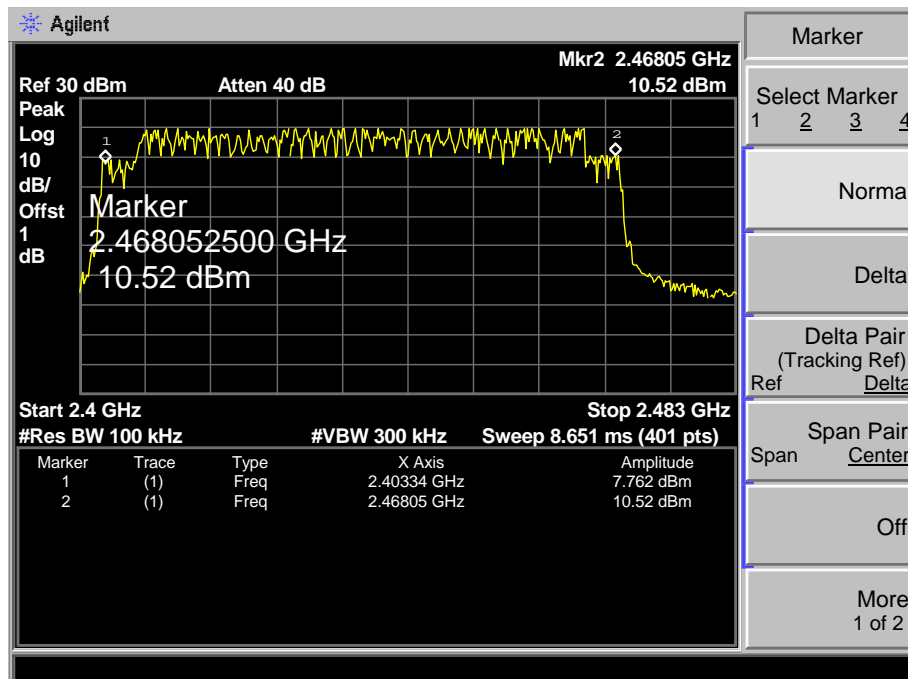 Agilent
Marker
Mkr2 2.46805 GHz
Ref 30 dBm Atten 40 dB 10.52 dBm
Peak
Log
10
dB/
Offst
1
dB
1
2
Marker
2.468052500 GHz
10.52 dBm
Start 2.4 GHz Stop 2.483 GHz
#Res BW 100 kHz #VBW 300 kHz Sweep 8.651 ms (401 pts)
Marker Trace Type X Axis Amplitude
1 (1) Freq 2.40334 GHz 7.762 dBm
2 (1) Freq 2.46805 GHz 10.52 dBm
Select Marker
1 2 3 4
Norma
Delta
Delta Pair
(Tracking Ref)
Ref Delta
Span Pair
Span Center
Off
More
1 of 2